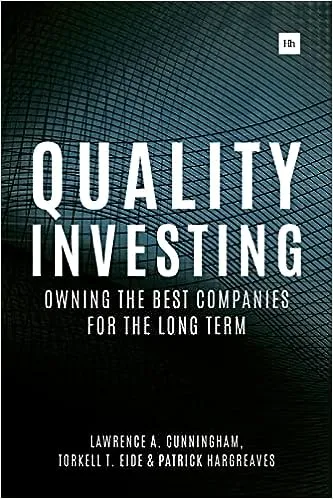 Hh
QUALITY
INVESTING
OWNING THE BEST COMPANIES
FOR THE LONG TERM
LAWRENCE A. CUNNINGHAM,
TORKELL T. EIDE & PATRICK HARGREAVES